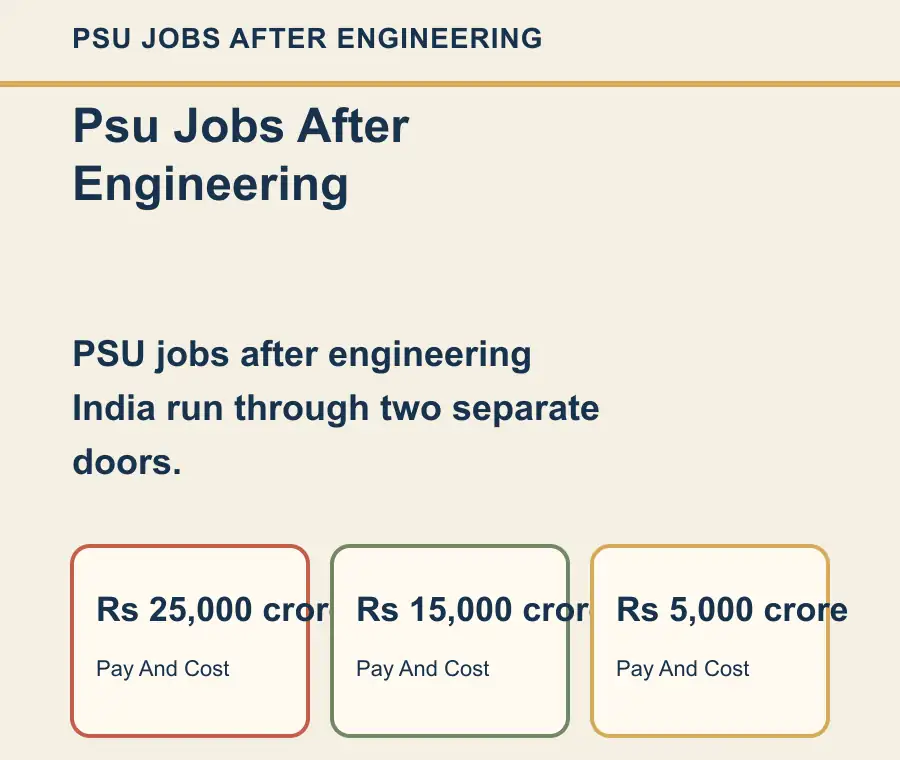 PSU JOBS AFTER ENGINEERING
Psu Jobs After
Engineering
PSU jobs after engineering
India run through two separate
doors.
Rs 25,000 cror
Rs 15,000 cror
Rs 5,000 crore
Pay And Cost
Pay And Cost
Pay And Cost